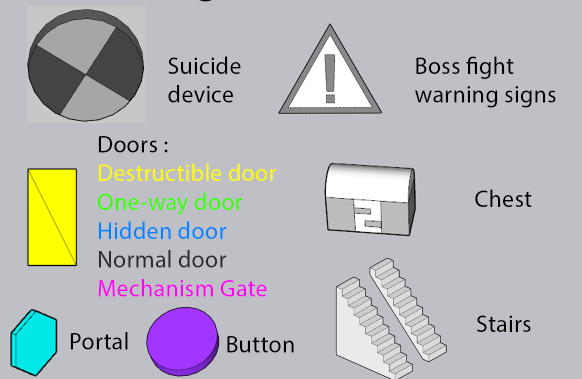 Suicide
device
Boss fight
warning signs
Doors :
Destructible door
One-way door
Hidden door
Normal door
Mechanism Gate
Chest
Portal
Button
Stairs